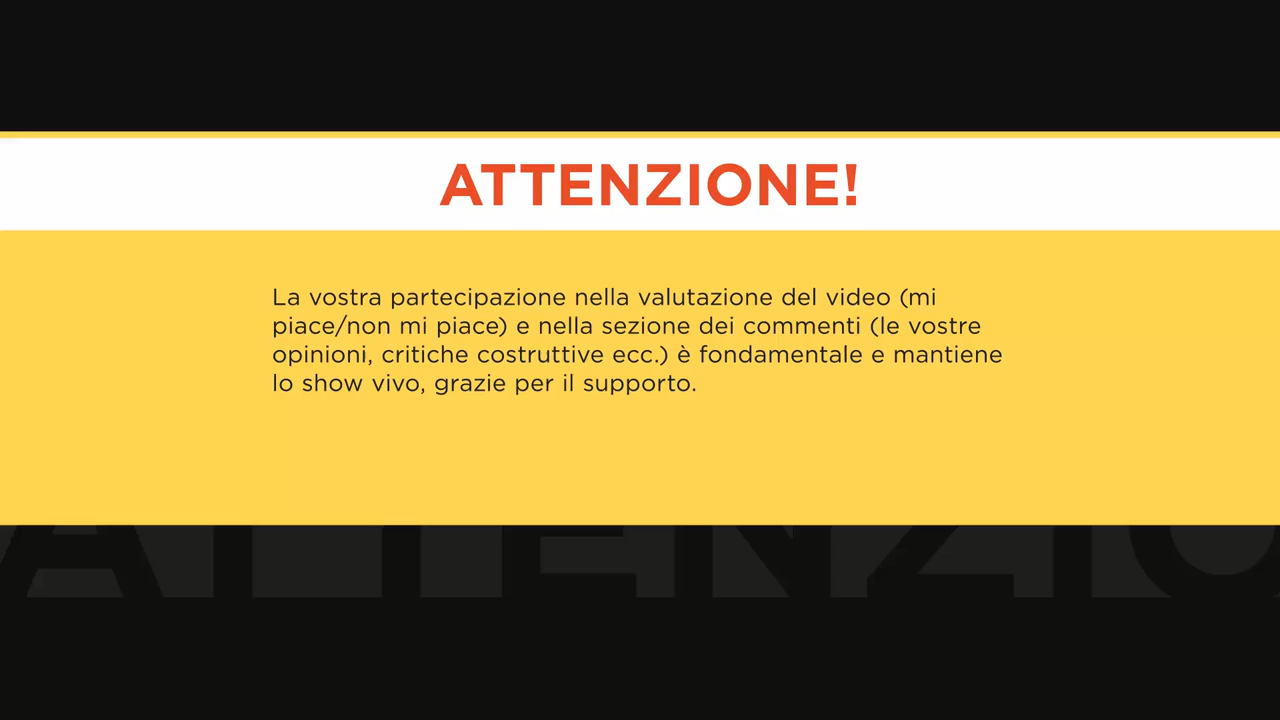 ATTENZIONE!
La vostra partecipazione nella valutazione del video (mi
piace/non mi piace) e nella sezione dei commenti (le vostre
opinioni, critiche costruttive ecc.) è fondamentale e mantiene
lo show vivo, grazie per il supporto.
ATTENZIO